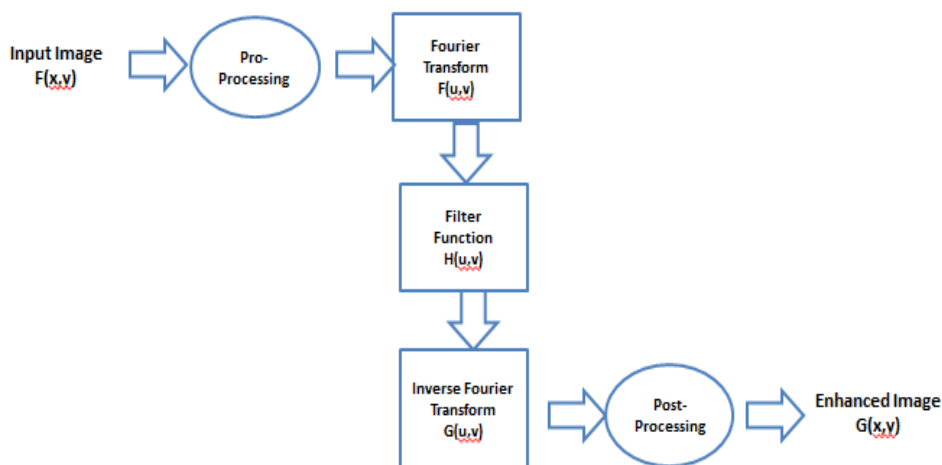 Input Image
F(x,y)
Pro-
Processing
Fourier
Transform
F(u,v)
Filter
Function
H(u,v)
Inverse Fourier
Transform
G(u,v)
Post-
Processing
Enhanced Image
G(x,y)